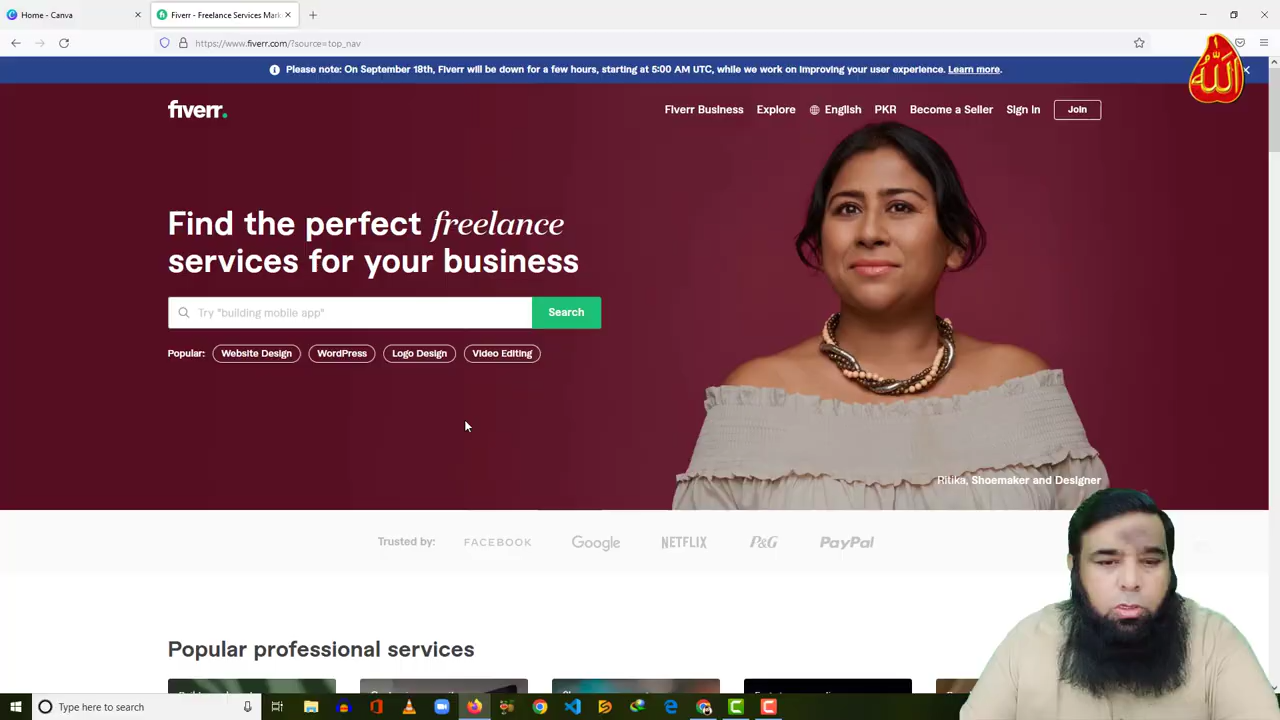 Home - Canva
Fiverr - Freelance Services Mark
https://www.fiverr.com/?source=top_nav
Please note: On September 18th, Fiverr will be down for a few hours, starting at 5:00 AM UTC, while we work on improving your user experience. Learn more.
الله
fiverr.
Fiverr Business
Explore
English
PKR
Become a Seller
Sign In
Join
Find the perfect freelance
services for your business
Try "building mobile app"
Search
Popular:
Website Design
WordPress
Logo Design
Video Editing
Ritika, Shoemaker and Designer
Trusted by:
FACEBOOK
Google
NETFLIX
P&G
PayPal
Popular professional services
Type here to search